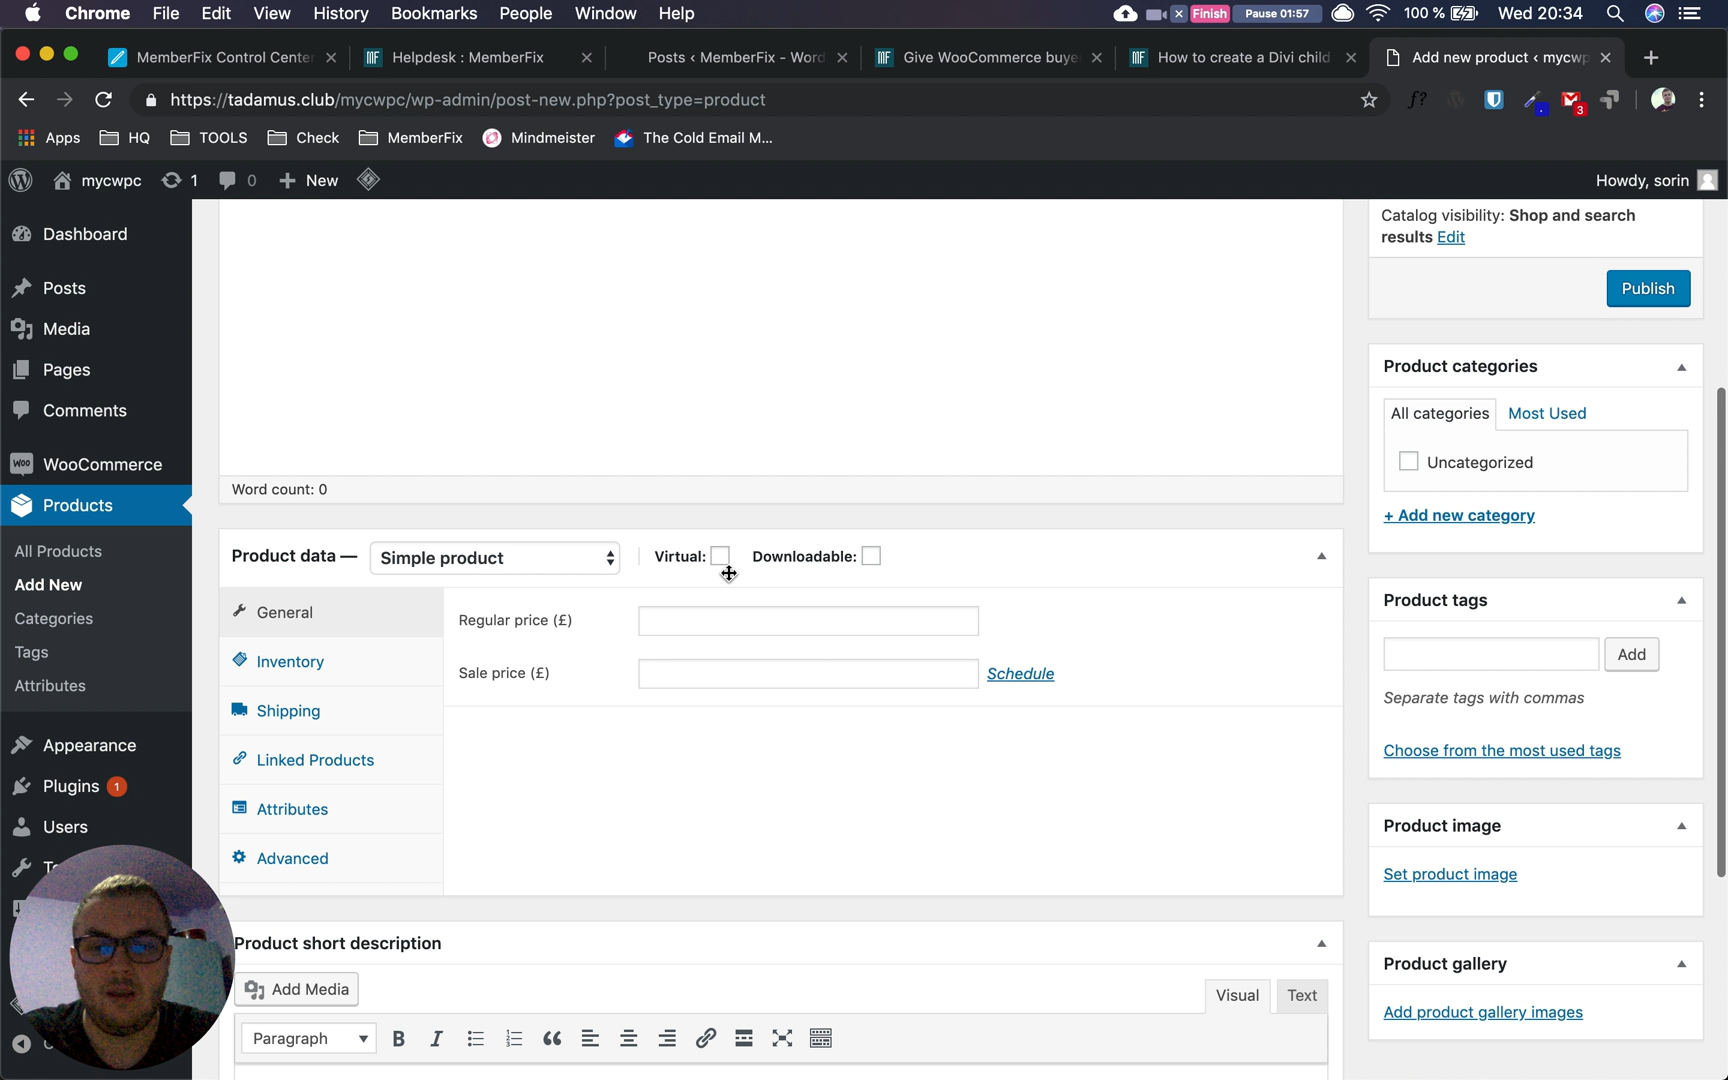 Chrome File Edit View History Bookmarks People Window Help Finish Pause 01:57 100 % Wed 20:34
MemberFix Control Center Helpdesk : MemberFix Posts ‹ MemberFix - Word Give WooCommerce buye How to create a Divi child Add new product ‹ mycwp
https://tadamus.club/mycwpc/wp-admin/post-new.php?post_type=product f? 3
Apps HQ TOOLS Check MemberFix Mindmeister The Cold Email M...
mycwpc 1 0 New Howdy, sorin
Dashboard
Posts
Media
Pages
Comments
WooCommerce
Products
All Products
Add New
Categories
Tags
Attributes
Appearance
Plugins 1
Users
Word count: 0
Product data — Simple product Virtual: Downloadable:
General
Inventory
Shipping
Linked Products
Attributes
Advanced
Regular price (£)
Sale price (£) Schedule
Product short description
Add Media
Visual Text
Paragraph B I
Catalog visibility: Shop and search
results Edit
Publish
Product categories
All categories Most Used
Uncategorized
+ Add new category
Product tags
Add
Separate tags with commas
Choose from the most used tags
Product image
Set product image
Product gallery
Add product gallery images